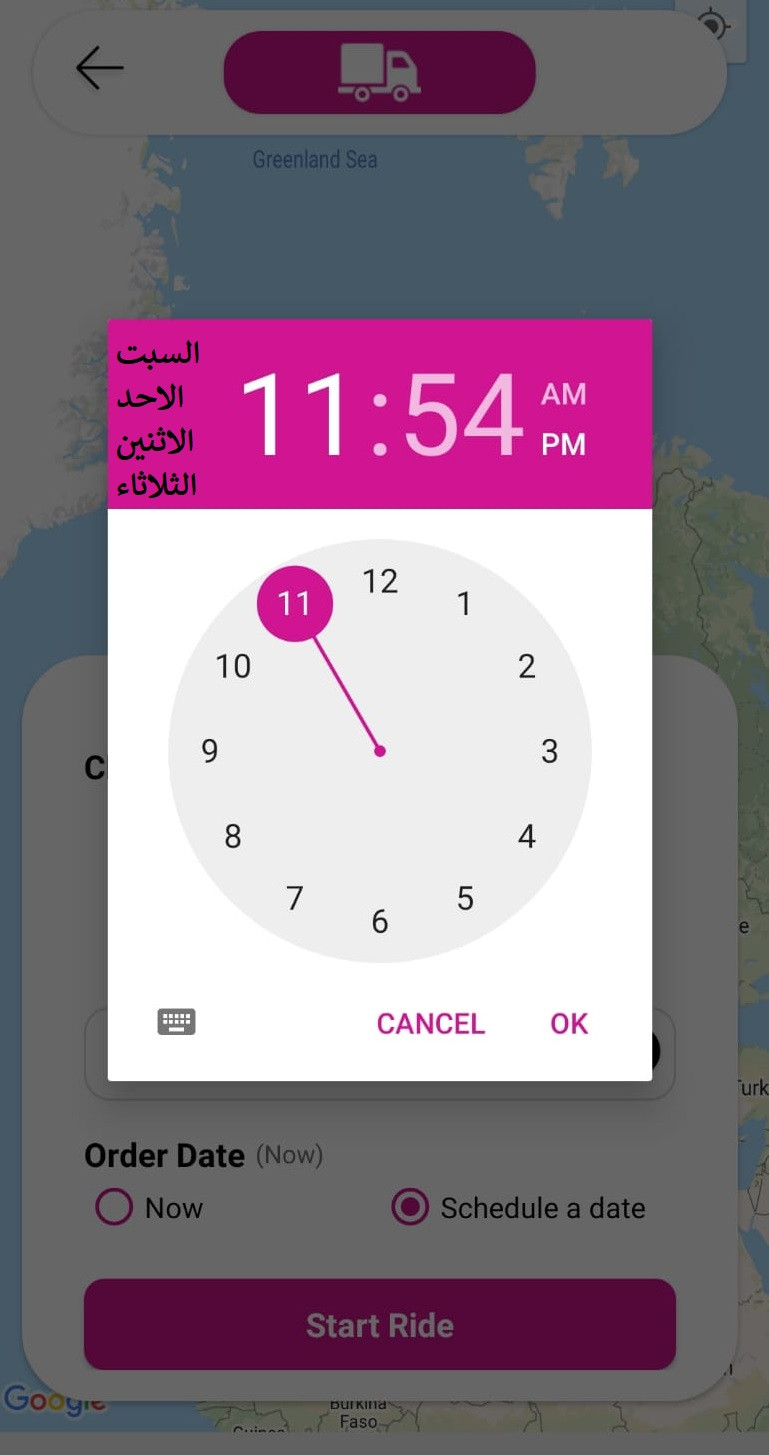 Greenland Sea
السبت
الاحد
الاثنين
الثلاثاء
11:54
AM
PM
12
1
2
3
4
5
6
7
8
9
10
11
C
e
CANCEL
OK
Turk
Order Date (Now)
Now
Schedule a date
Start Ride
Google
Burkina
Faso